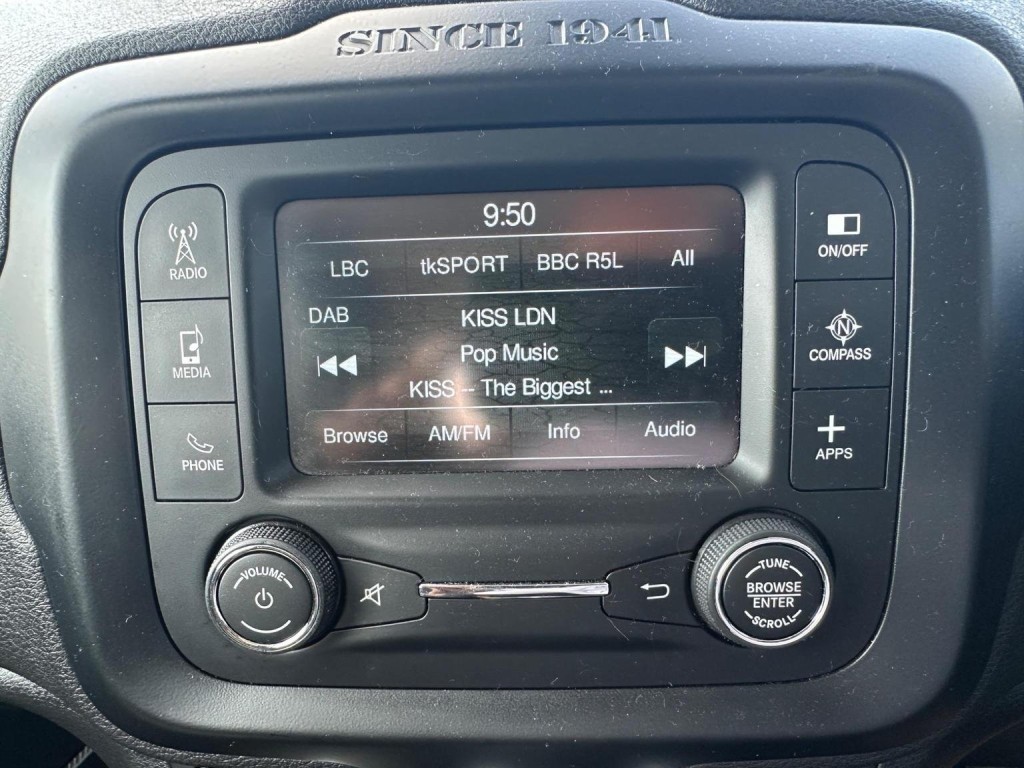 SINCE 1941
9:50
LBC tkSPORT BBC R5L All
DAB KISS LDN
Pop Music
KISS -- The Biggest ...
Browse AM/FM Info Audio
RADIO
MEDIA
PHONE
ON/OFF
N
COMPASS
APPS
VOLUME
TUNE
BROWSE
ENTER
SCROLL